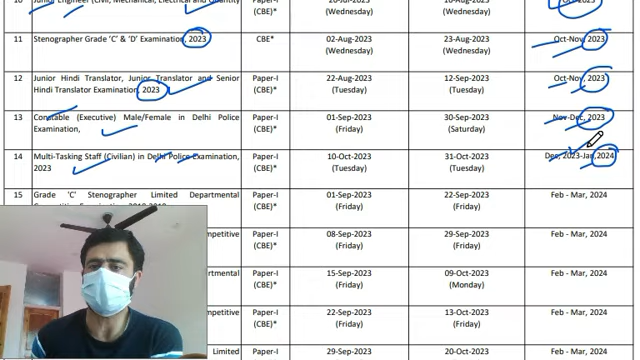 10 Junior Engineer (Civil, Mechanical, Electrical and Quantity Paper-I
(CBE)* (Wednesday) (Wednesday)
11 Stenographer Grade ‘C’ & ‘D’ Examination, 2023 CBE* 02-Aug-2023 23-Aug-2023 Oct-Nov, 2023
(Wednesday) (Wednesday)
12 Junior Hindi Translator, Junior Translator and Senior Paper-I 22-Aug-2023 12-Sep-2023 Oct-Nov, 2023
Hindi Translator Examination, 2023 (CBE)* (Tuesday) (Tuesday)
13 Constable (Executive) Male/Female in Delhi Police Paper-I 01-Sep-2023 30-Sep-2023 Nov-Dec, 2023
Examination, (CBE)* (Friday) (Saturday)
14 Multi-Tasking Staff (Civilian) in Delhi Police Examination, Paper-I 10-Oct-2023 31-Oct-2023 Dec, 2023-Jan,2024
2023 (CBE)* (Tuesday) (Tuesday)
15 Grade ‘C’ Stenographer Limited Departmental Paper-I 01-Sep-2023 22-Sep-2023 Feb - Mar, 2024
(CBE)* (Friday) (Friday)
Paper-I 08-Sep-2023 29-Sep-2023 Feb - Mar, 2024
(CBE)* (Friday) (Friday)
Paper-I 15-Sep-2023 09-Oct-2023 Feb - Mar, 2024
(CBE)* (Friday) (Monday)
Paper-I 22-Sep-2023 13-Oct-2023 Feb - Mar, 2024
(CBE)* (Friday) (Friday)
Limited Paper-I 29-Sep-2023 20-Oct-2023 Feb - Mar, 2024